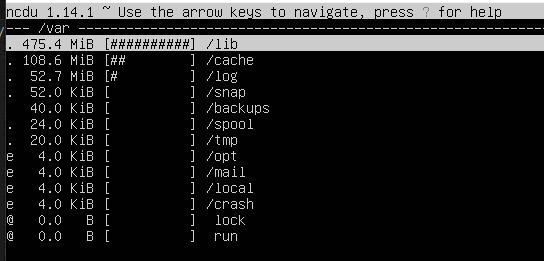 ncdu 1.14.1 ~ Use the arrow keys to navigate, press ? for help
--- /var -----------------------------------------------------
. 475.4 MiB [##########] /lib
. 108.6 MiB [##        ] /cache
.  52.7 MiB [#         ] /log
.  52.0 KiB [          ] /snap
   40.0 KiB [          ] /backups
.  24.0 KiB [          ] /spool
.  20.0 KiB [          ] /tmp
e   4.0 KiB [          ] /opt
e   4.0 KiB [          ] /mail
e   4.0 KiB [          ] /local
e   4.0 KiB [          ] /crash
@   0.0   B [          ]  lock
@   0.0   B [          ]  run